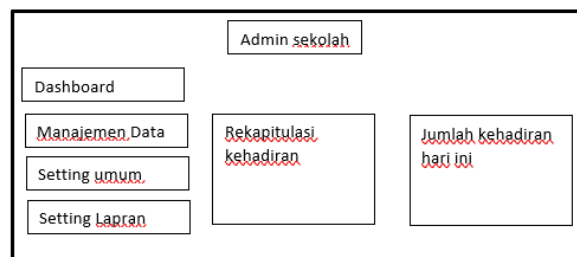 Admin sekolah
Dashboard
Manajemen Data
Setting umum
Setting Lapran
Rekapitulasi
kehadiran
Jumlah kehadiran
hari ini